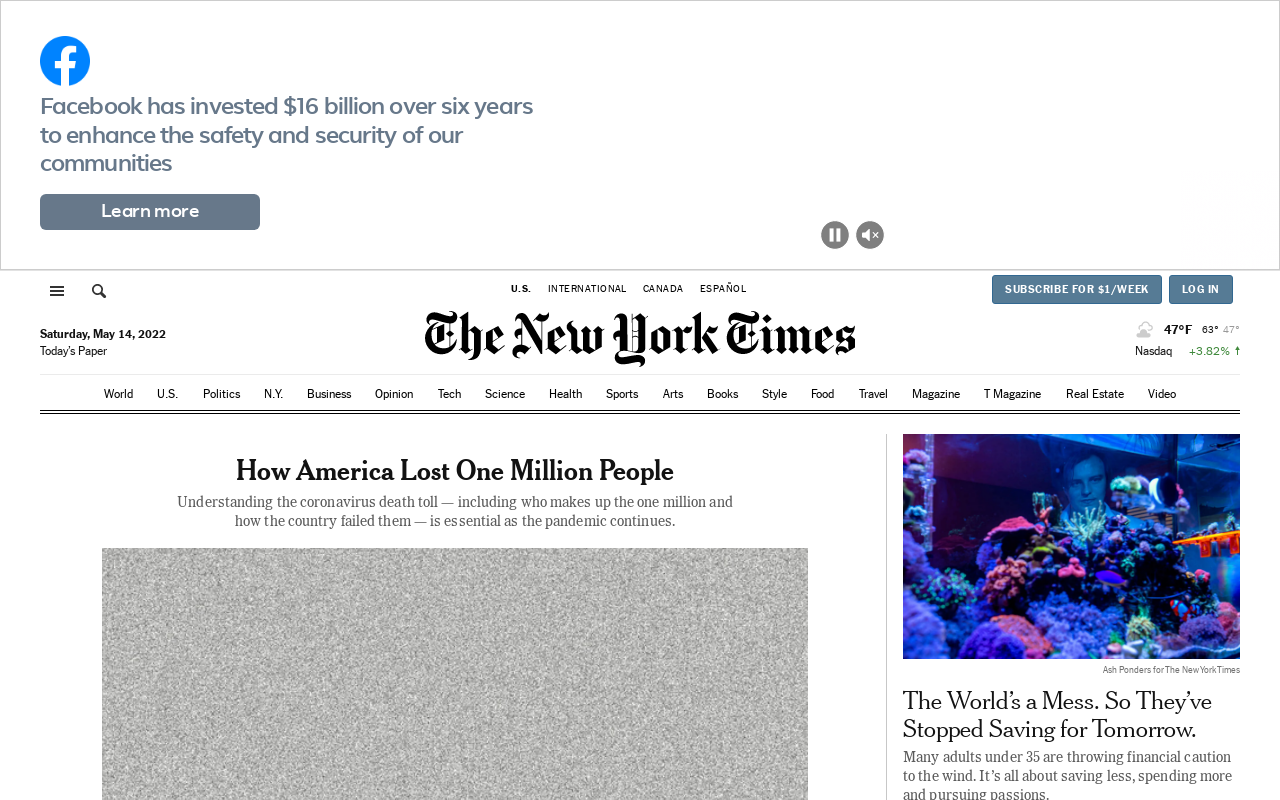 Facebook has invested $16 billion over six years
to enhance the safety and security of our
communities
Learn more
U.S. INTERNATIONAL CANADA ESPAÑOL
SUBSCRIBE FOR $1/WEEK LOG IN
Saturday, May 14, 2022
Today's Paper
The New York Times
47°F 63° 47°
Nasdaq +3.82%
World U.S. Politics N.Y. Business Opinion Tech Science Health Sports Arts Books Style Food Travel Magazine T Magazine Real Estate Video
How America Lost One Million People
Understanding the coronavirus death toll — including who makes up the one million and
how the country failed them — is essential as the pandemic continues.
Ash Ponders for The New York Times
The World's a Mess. So They've
Stopped Saving for Tomorrow.
Many adults under 35 are throwing financial caution
to the wind. It's all about saving less, spending more
and pursuing passions.